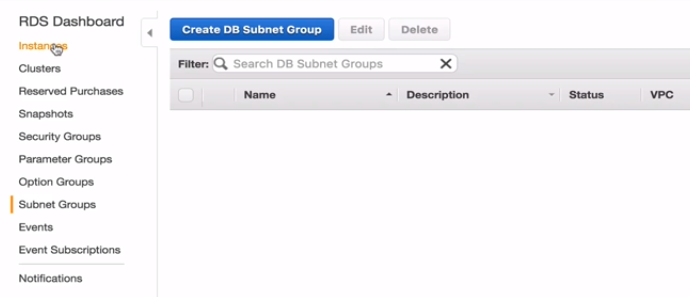 RDS Dashboard
Instances
Clusters
Reserved Purchases
Snapshots
Security Groups
Parameter Groups
Option Groups
Subnet Groups
Events
Event Subscriptions
Notifications
Create DB Subnet Group Edit Delete
Filter: Search DB Subnet Groups
Name Description Status VPC